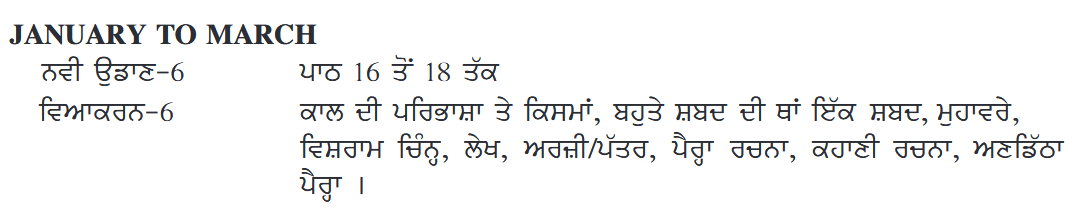 JANUARY TO MARCH
ਨਵੀ ਉਡਾਣ-6 ਪਾਠ 16 ਤੋਂ 18 ਤੱਕ
ਵਿਆਕਰਨ-6 ਕਾਲ ਦੀ ਪਰਿਭਾਸ਼ਾ ਤੇ ਕਿਸਮਾਂ, ਬਹੁਤੇ ਸ਼ਬਦ ਦੀ ਥਾਂ ਇੱਕ ਸ਼ਬਦ, ਮੁਹਾਵਰੇ,
ਵਿਸ਼ਰਾਮ ਚਿੰਨ੍ਹ, ਲੇਖ, ਅਰਜ਼ੀ/ਪੱਤਰ, ਪੈਰ੍ਹਾ ਰਚਨਾ, ਕਹਾਣੀ ਰਚਨਾ, ਅਣਡਿੱਠਾ
ਪੈਰ੍ਹਾ ।